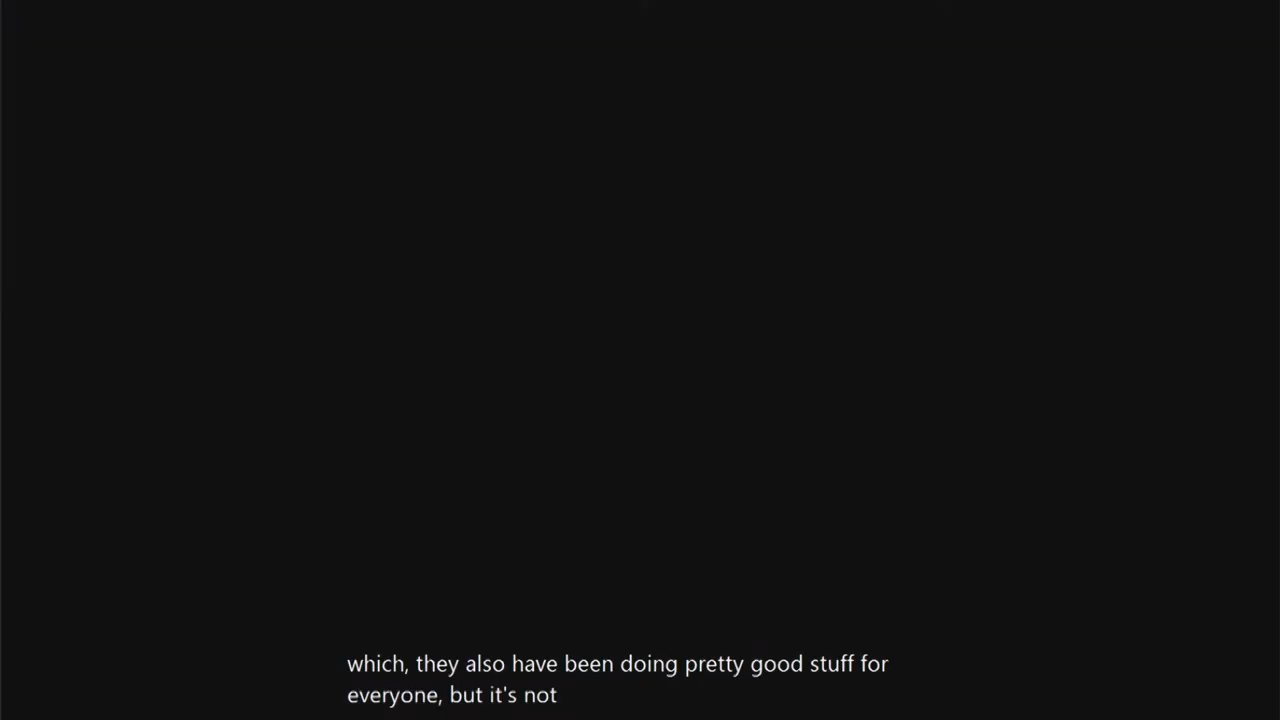 which, they also have been doing pretty good stuff for
everyone, but it's not